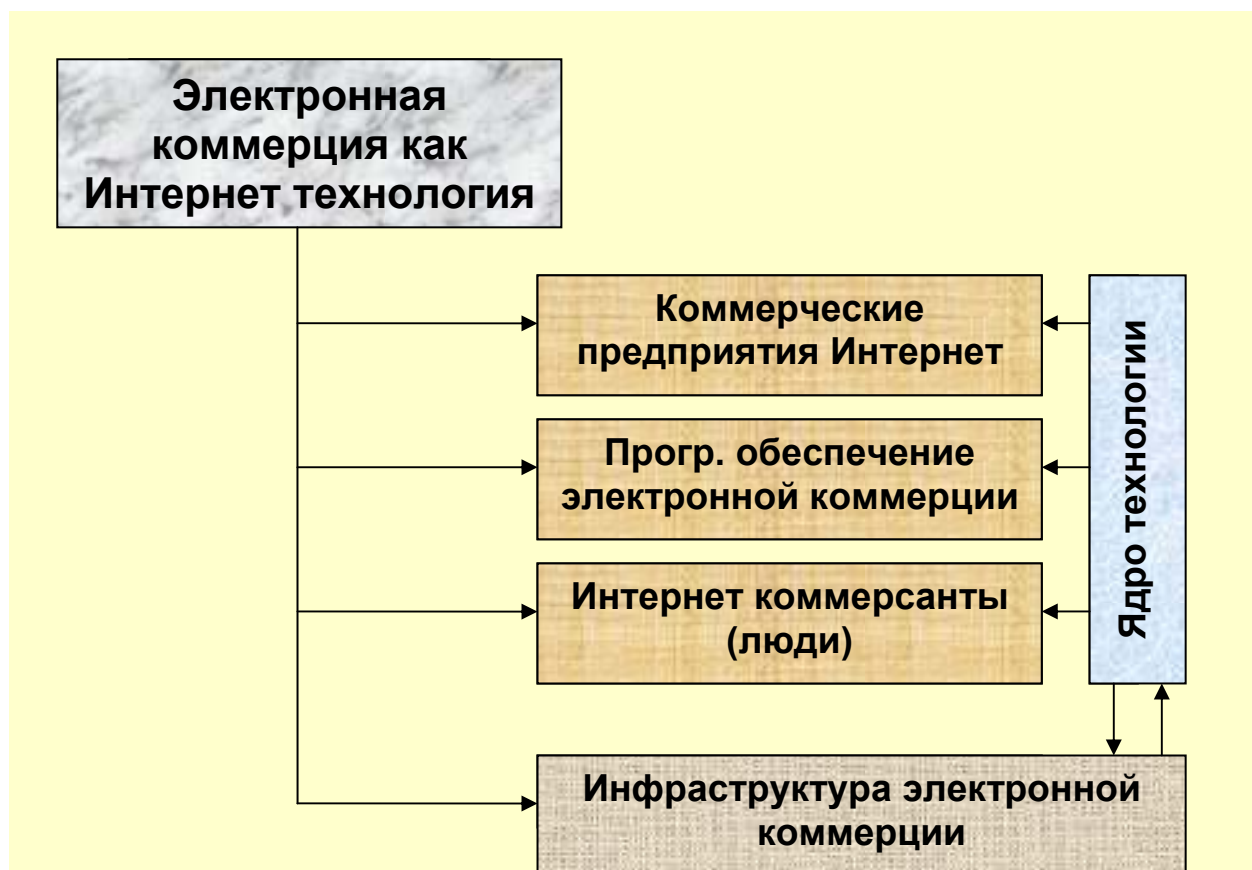 Электронная
коммерция как
Интернет технология
Коммерческие
предприятия Интернет
Прогр. обеспечение
электронной коммерции
Интернет коммерсанты
(люди)
Ядро технологии
Инфраструктура электронной
коммерции